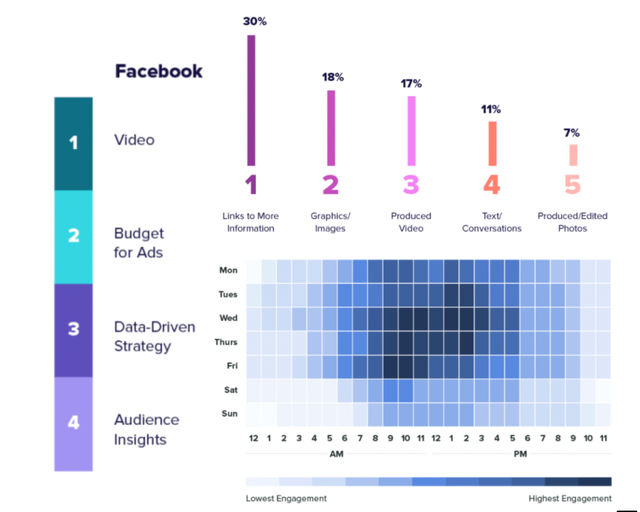 Facebook
1
Video
2
Budget
for Ads
3
Data-Driven
Strategy
4
Audience
Insights
30%
18%
17%
11%
7%
1
2
3
4
5
Links to More
Information
Graphics/
Images
Produced
Video
Text/
Conversations
Produced/Edited
Photos
Mon
Tues
Wed
Thurs
Fri
Sat
Sun
12 1 2 3 4 5 6 7 8 9 10 11 12 1 2 3 4 5 6 7 8 9 10 11
AM PM
Lowest Engagement Highest Engagement